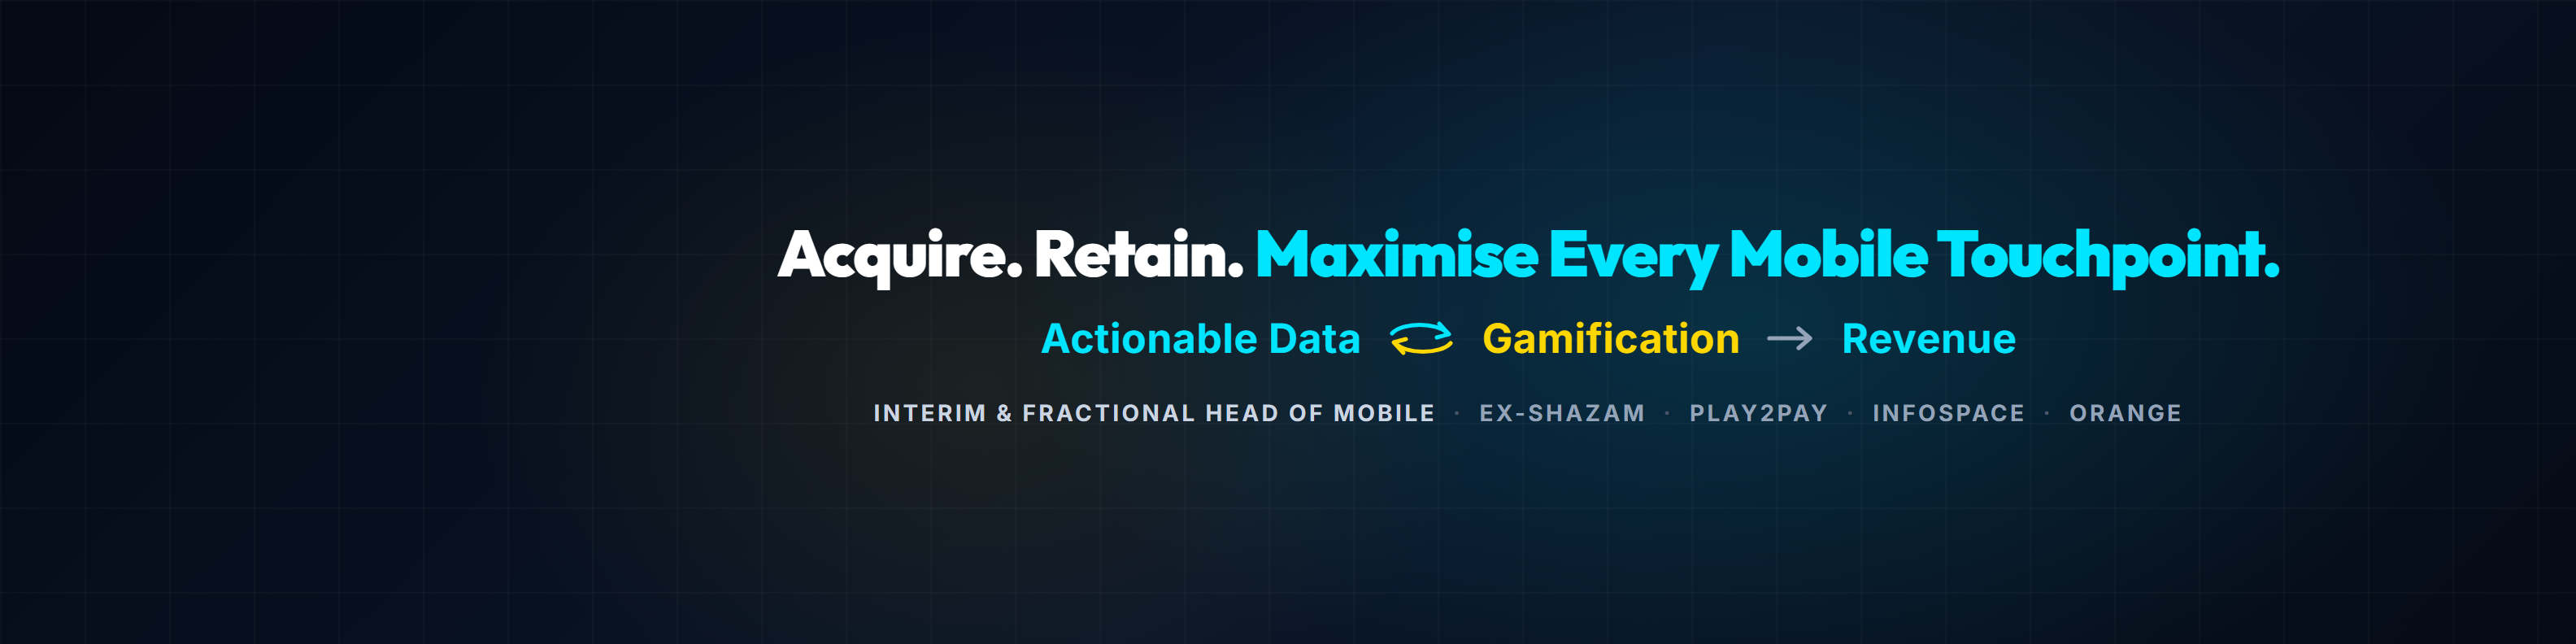 Acquire. Retain. Maximise Every Mobile Touchpoint.
Actionable Data Gamification → Revenue
INTERIM & FRACTIONAL HEAD OF MOBILE · EX-SHAZAM · PLAY2PAY · INFOSPACE · ORANGE